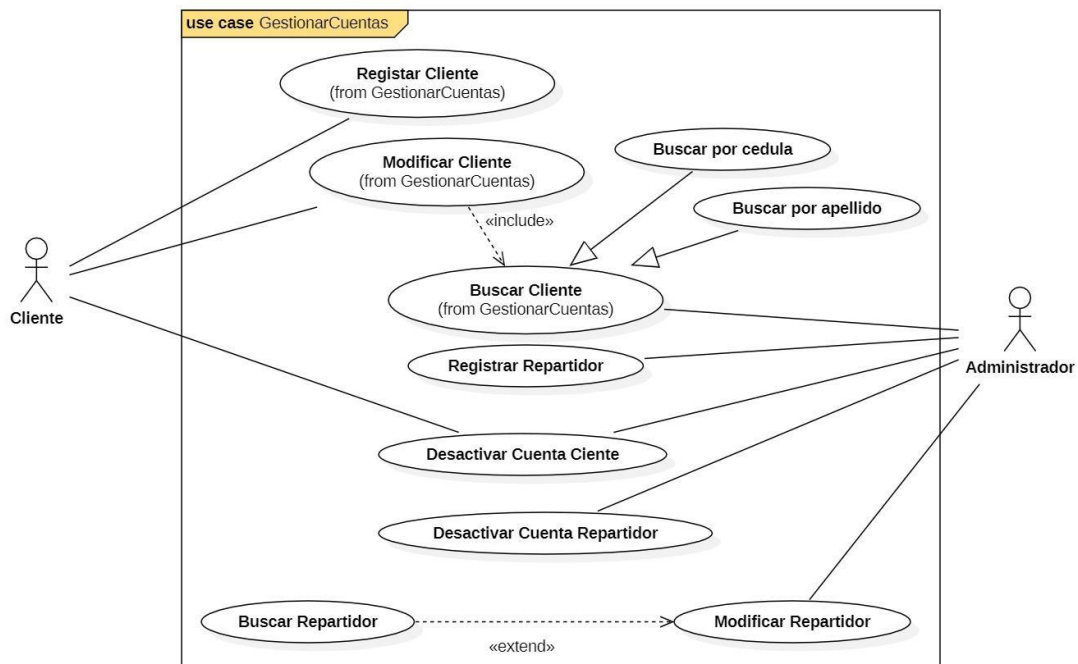 use case GestionarCuentas
Registar Cliente
(from GestionarCuentas)
Modificar Cliente
(from GestionarCuentas)
Buscar por cedula
Buscar por apellido
«include»
Buscar Cliente
(from GestionarCuentas)
Cliente
Registrar Repartidor
Administrador
Desactivar Cuenta Ciente
Desactivar Cuenta Repartidor
Buscar Repartidor
Modificar Repartidor
«extend»